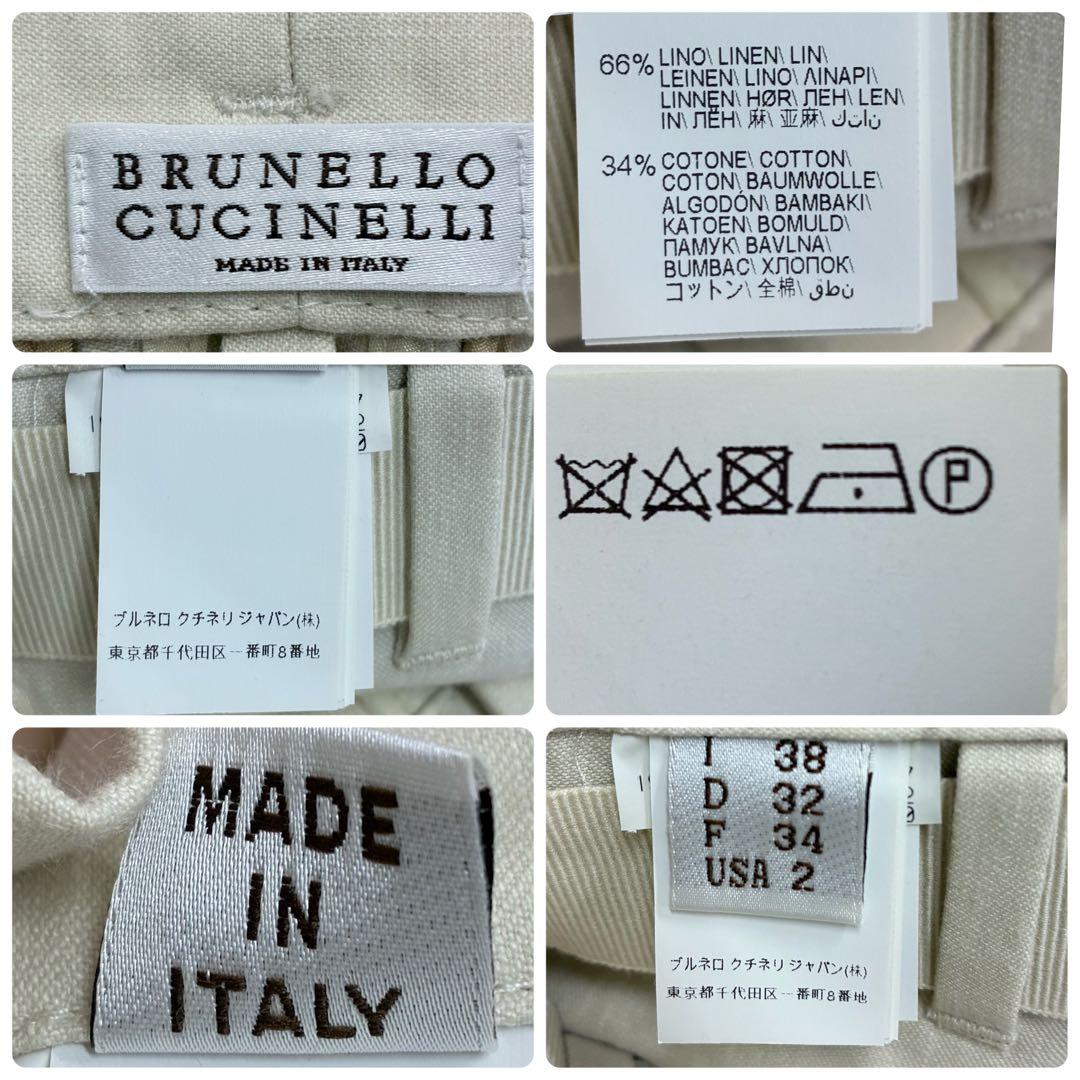 BRUNELLO
CUCINELLI
MADE IN ITALY
66% LINO\ LINEN\ LIN\
LEINEN\ LINO\ ΛΙΝΑΡΙ\
LINNEN\ HØR\ ЛЕН\ LEN\
IN\ ЛЁН\ 麻\ 亚麻\ كتان
34% COTONE\ COTTON\
COTON\ BAUMWOLLE\
ALGODÓN\ BAMBAKI\
KATOEN\ BOMULD\
ПАМУК\ BAVLNA\
BUMBAC\ ХЛОПОК\
コットン\ 全棉\ قطن
ブルネロ クチネリ ジャパン(株)
東京都千代田区一番町8番地
P
MADE
IN
ITALY
I 38
D 32
F 34
USA 2
ブルネロ クチネリ ジャパン(株)
東京都千代田区一番町8番地